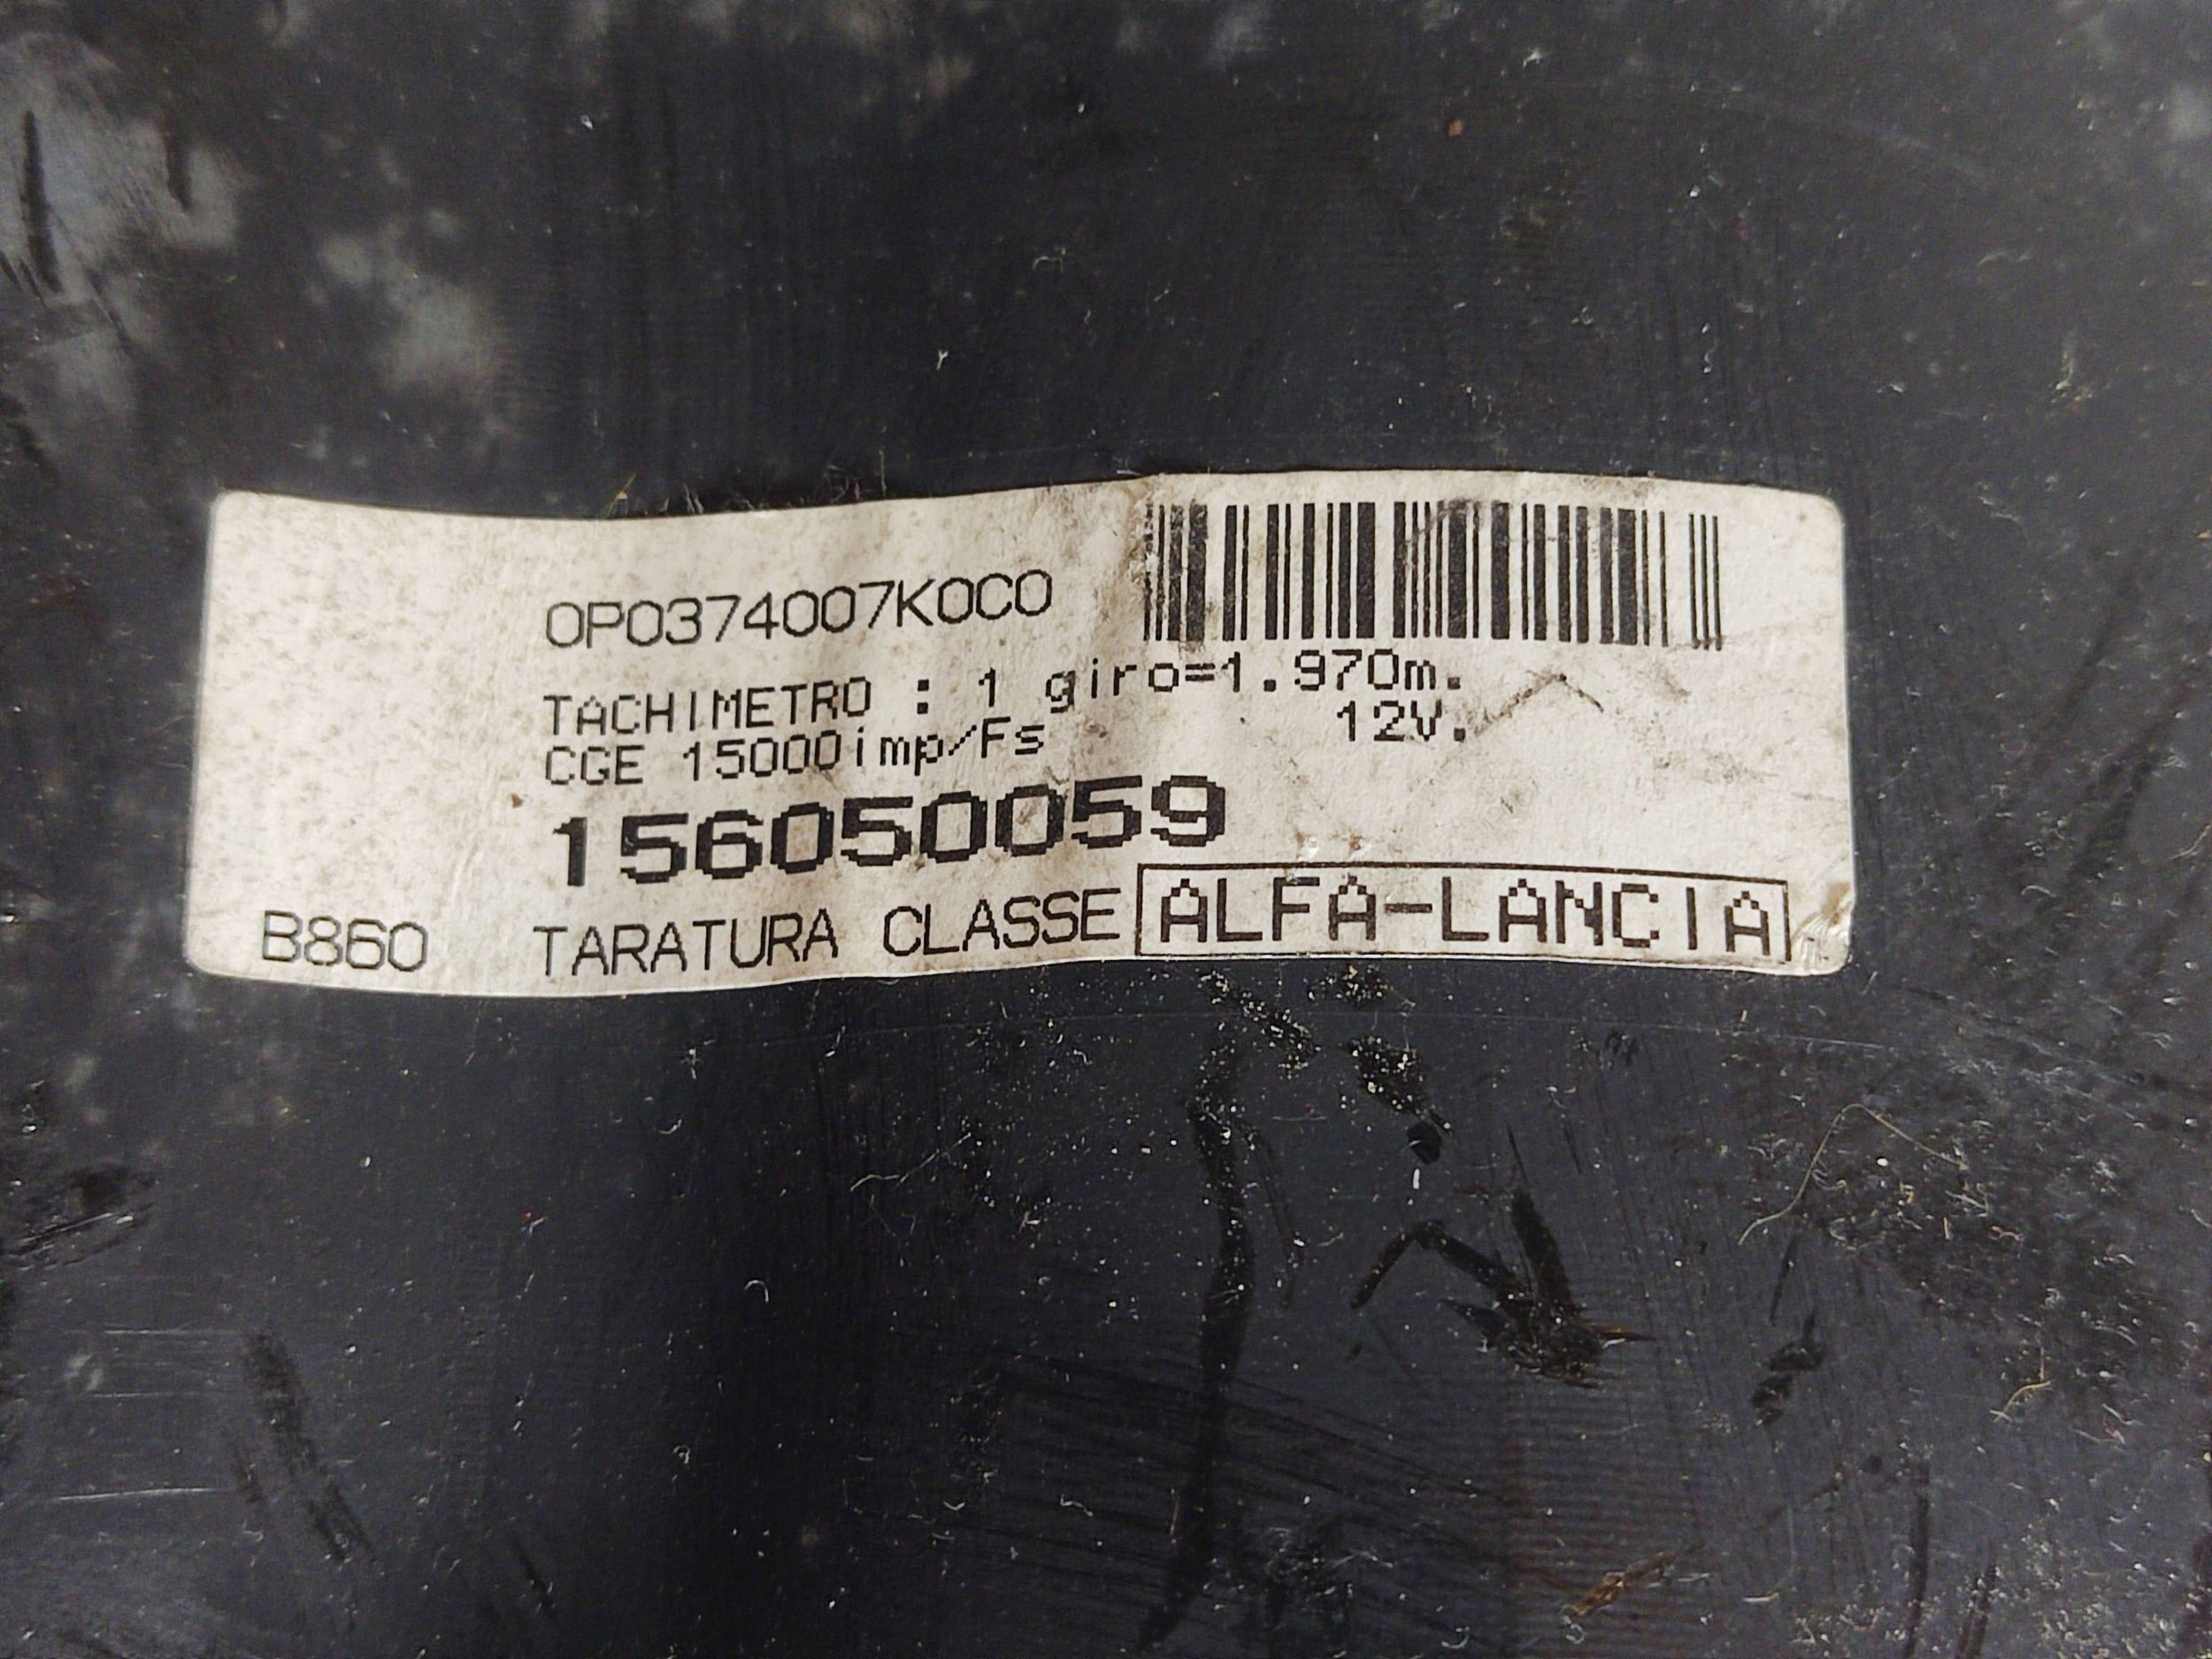 0P0374007K0C0
TACHIMETRO : 1 giro=1.970m.
CGE 15000imp/Fs 12V.
156050059
B860 TARATURA CLASSE ALFA-LANCIA